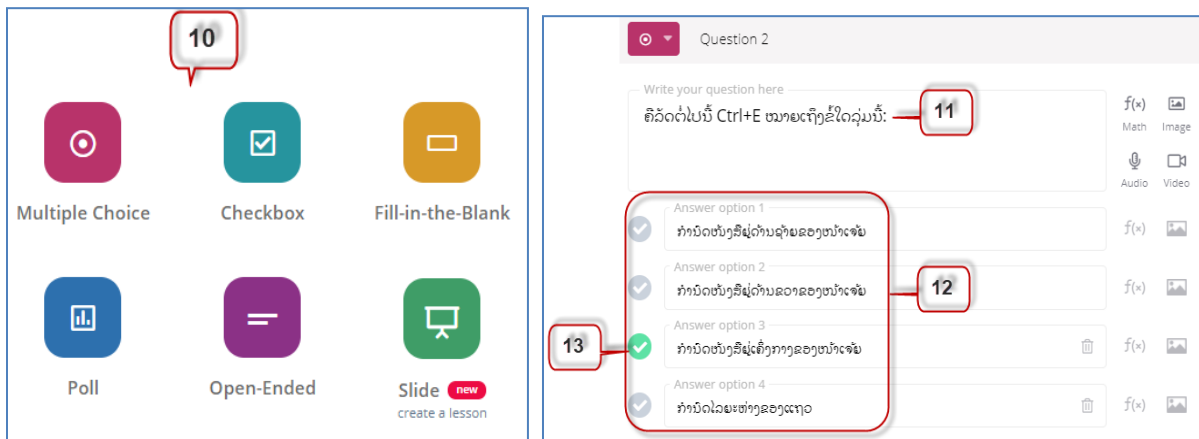 10
Multiple Choice
Checkbox
Fill-in-the-Blank
Poll
Open-Ended
Slide new
create a lesson
Question 2
Write your question here
ຄີລັດຕໍ່ໄປນີ້ Ctrl+E ໝາຍເຖິງຂໍ້ໃດລຸ່ມນີ້:
11
f(x)
Math
Image
Audio
Video
Answer option 1
ກຳນົດໜັງສືຢູ່ດ້ານຊ້າຍຂອງໜ້າເຈ້ຍ
f(x)
Answer option 2
ກຳນົດໜັງສືຢູ່ດ້ານຂວາຂອງໜ້າເຈ້ຍ
12
f(x)
Answer option 3
13
ກຳນົດໜັງສືຢູ່ເຄິ່ງກາງຂອງໜ້າເຈ້ຍ
f(x)
Answer option 4
ກຳນົດໄລຍະຫ່າງຂອງແຖວ
f(x)